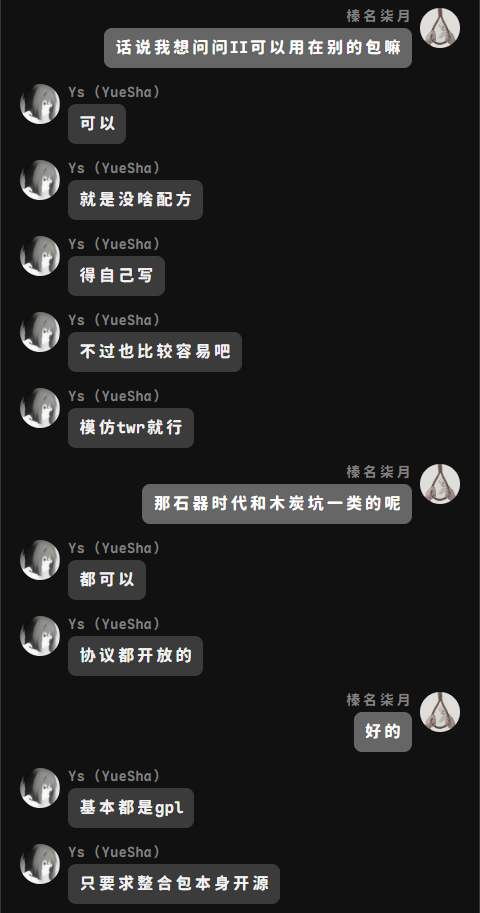 榛名柒月
话说我想问问II可以用在别的包嘛
Ys (YueSha)
可以
Ys (YueSha)
就是没啥配方
Ys (YueSha)
得自己写
Ys (YueSha)
不过也比较容易吧
Ys (YueSha)
模仿twr就行
榛名柒月
那石器时代和木炭坑一类的呢
Ys (YueSha)
都可以
Ys (YueSha)
协议都开放的
榛名柒月
好的
Ys (YueSha)
基本都是gpl
Ys (YueSha)
只要求整合包本身开源